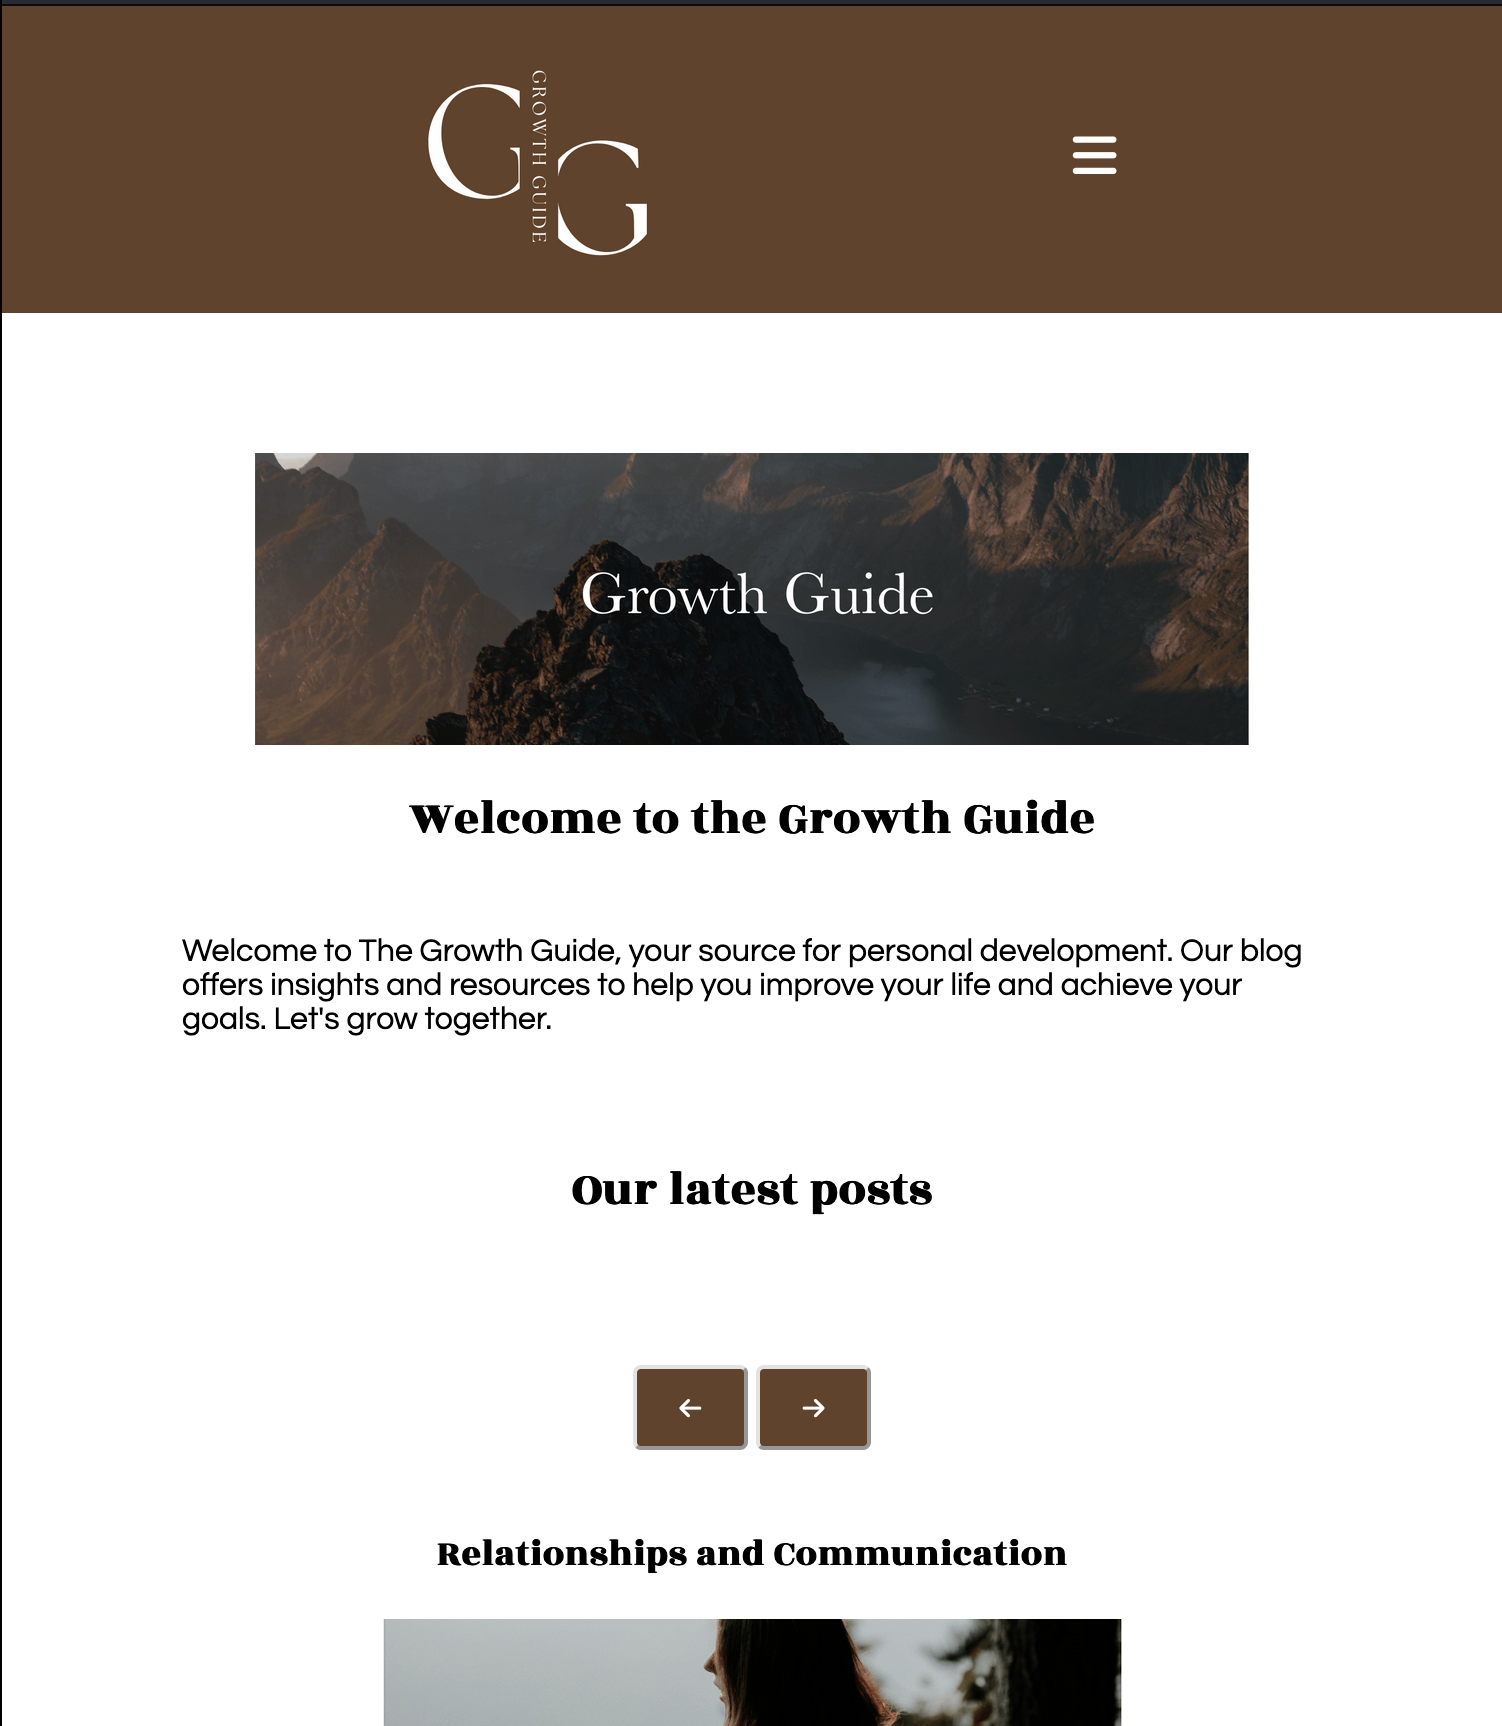 G
GROWTH GUIDE
G
Growth Guide
Welcome to the Growth Guide
Welcome to The Growth Guide, your source for personal development. Our blog
offers insights and resources to help you improve your life and achieve your
goals. Let's grow together.
Our latest posts
Relationships and Communication